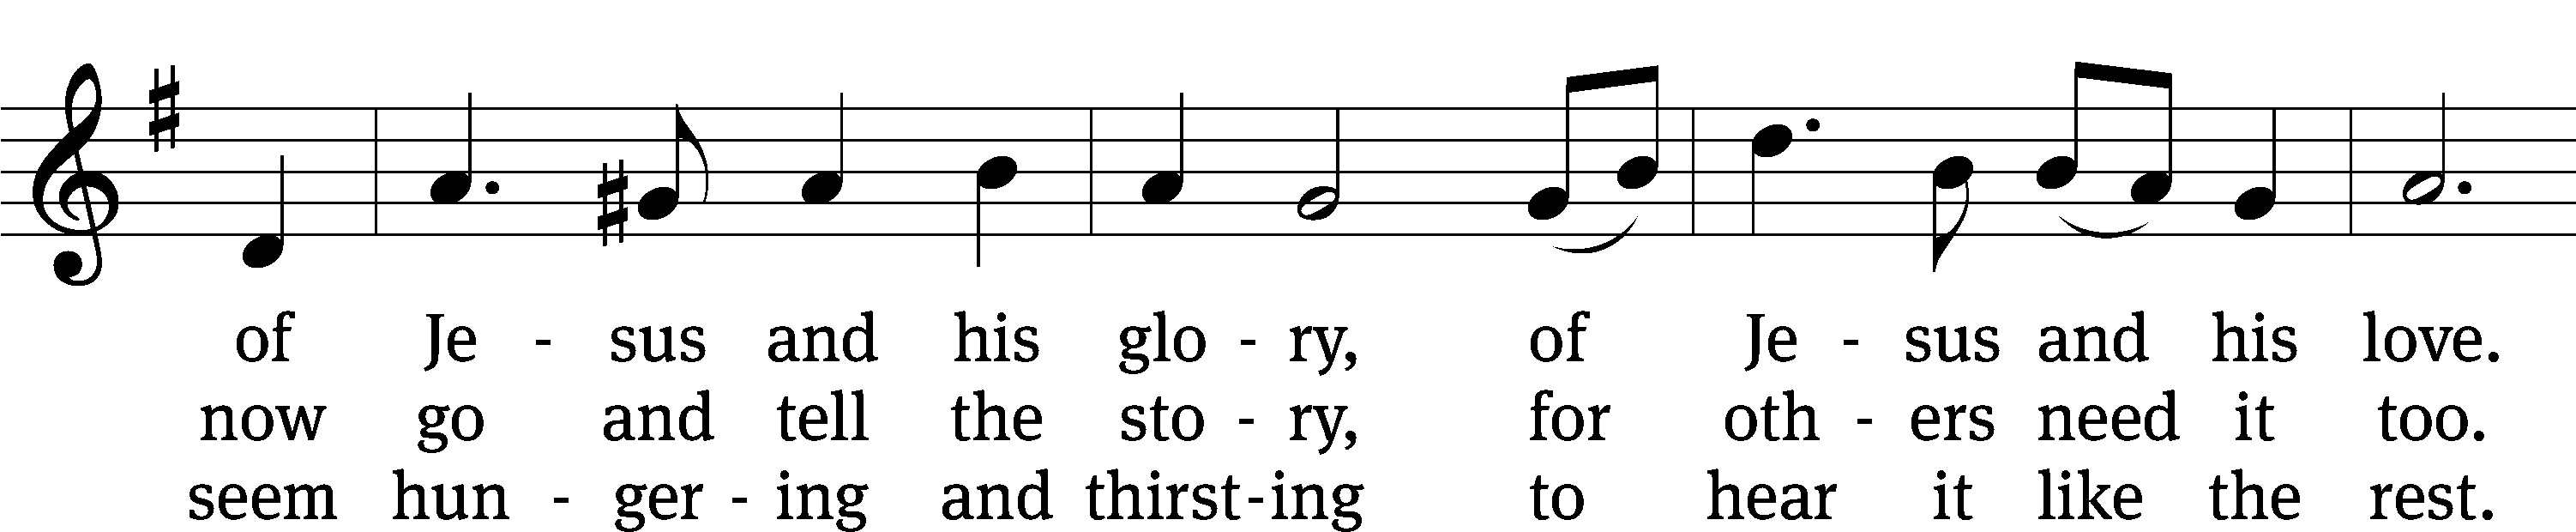 of Je - sus and his glo - ry, of Je - sus and his love.
now go and tell the sto - ry, for oth - ers need it too.
seem hun - ger - ing and thirst - ing to hear it like the rest.